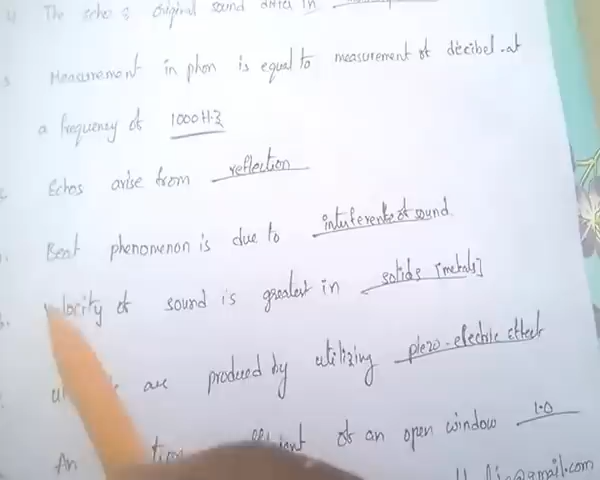 The echo & original sound differ in
Measurement in phon is equal to measurement of decibel at
a frequency of 1000Hz
Echos arise from reflection
Beat phenomenon is due to interference of sound
velocity of sound is greatest in solids [metals]
are produced by utilizing piezo-electric effect
An of an open window 1.0
@gmail.com